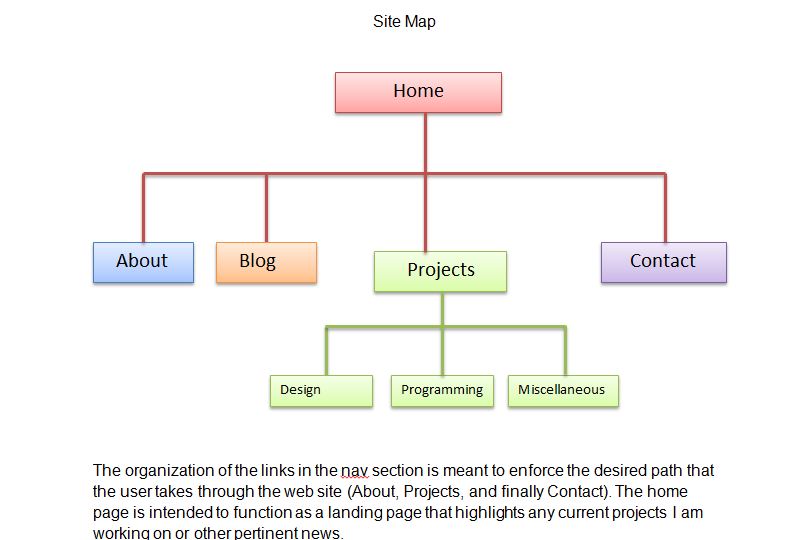 Site Map
Home
About
Blog
Projects
Contact
Design
Programming
Miscellaneous
The organization of the links in the nav section is meant to enforce the desired path that
the user takes through the web site (About, Projects, and finally Contact). The home
page is intended to function as a landing page that highlights any current projects I am
working on or other pertinent news.